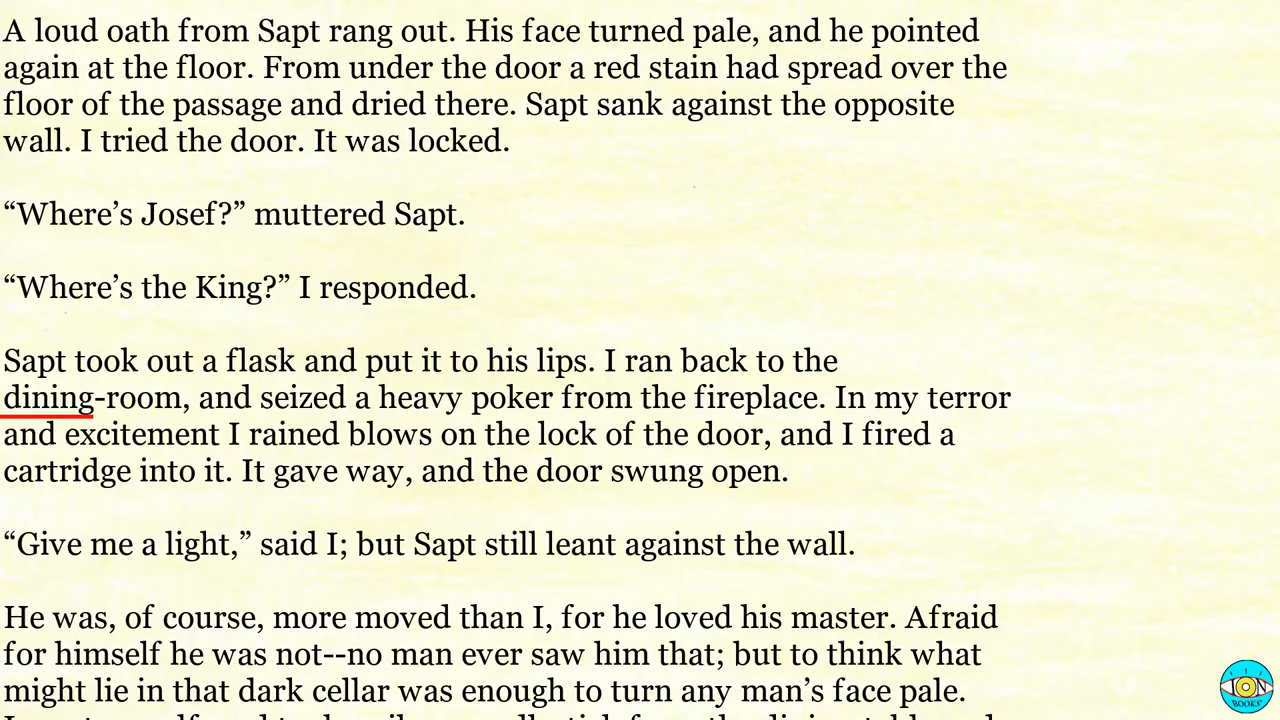 A loud oath from Sapt rang out. His face turned pale, and he pointed
again at the floor. From under the door a red stain had spread over the
floor of the passage and dried there. Sapt sank against the opposite
wall. I tried the door. It was locked.
“Where’s Josef?” muttered Sapt.
“Where’s the King?” I responded.
Sapt took out a flask and put it to his lips. I ran back to the
dining-room, and seized a heavy poker from the fireplace. In my terror
and excitement I rained blows on the lock of the door, and I fired a
cartridge into it. It gave way, and the door swung open.
“Give me a light,” said I; but Sapt still leant against the wall.
He was, of course, more moved than I, for he loved his master. Afraid
for himself he was not--no man ever saw him that; but to think what
might lie in that dark cellar was enough to turn any man’s face pale.
ION
BOOKS